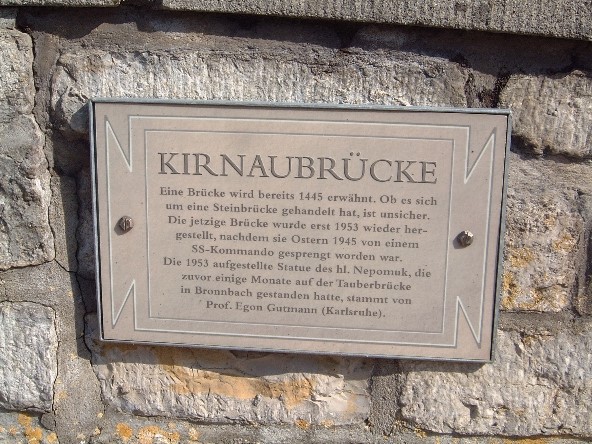 KIRNAUBRÜCKE
Eine Brücke wird bereits 1445 erwähnt. Ob es sich
um eine Steinbrücke gehandelt hat, ist unsicher.
Die jetzige Brücke wurde erst 1953 wieder her-
gestellt, nachdem sie Ostern 1945 von einem
SS-Kommando gesprengt worden war.
Die 1953 aufgestellte Statue des hl. Nepomuk, die
zuvor einige Monate auf der Tauberbrücke
in Bronnbach gestanden hatte, stammt von
Prof. Egon Gutmann (Karlsruhe).